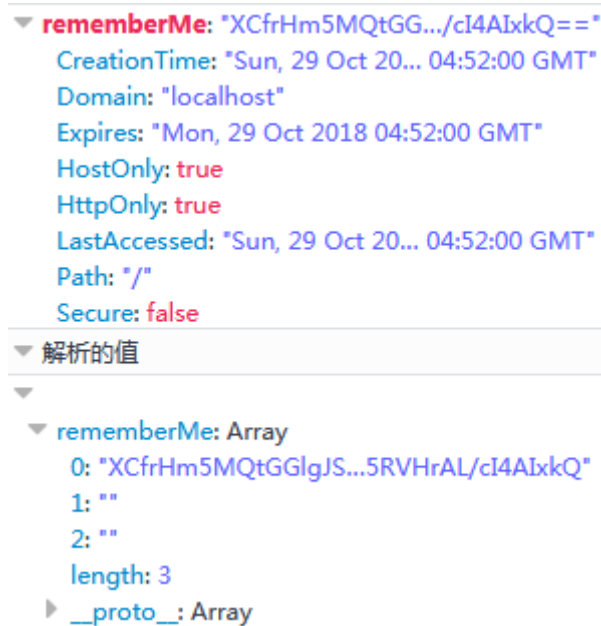 rememberMe: "XCfrHm5MQtGG.../cI4AIxkQ=="
CreationTime: "Sun, 29 Oct 20... 04:52:00 GMT"
Domain: "localhost"
Expires: "Mon, 29 Oct 2018 04:52:00 GMT"
HostOnly: true
HttpOnly: true
LastAccessed: "Sun, 29 Oct 20... 04:52:00 GMT"
Path: "/"
Secure: false
解析的值
rememberMe: Array
0: "XCfrHm5MQtGGlgJS...5RVHrAL/cI4AIxkQ"
1: ""
2: ""
length: 3
__proto__: Array